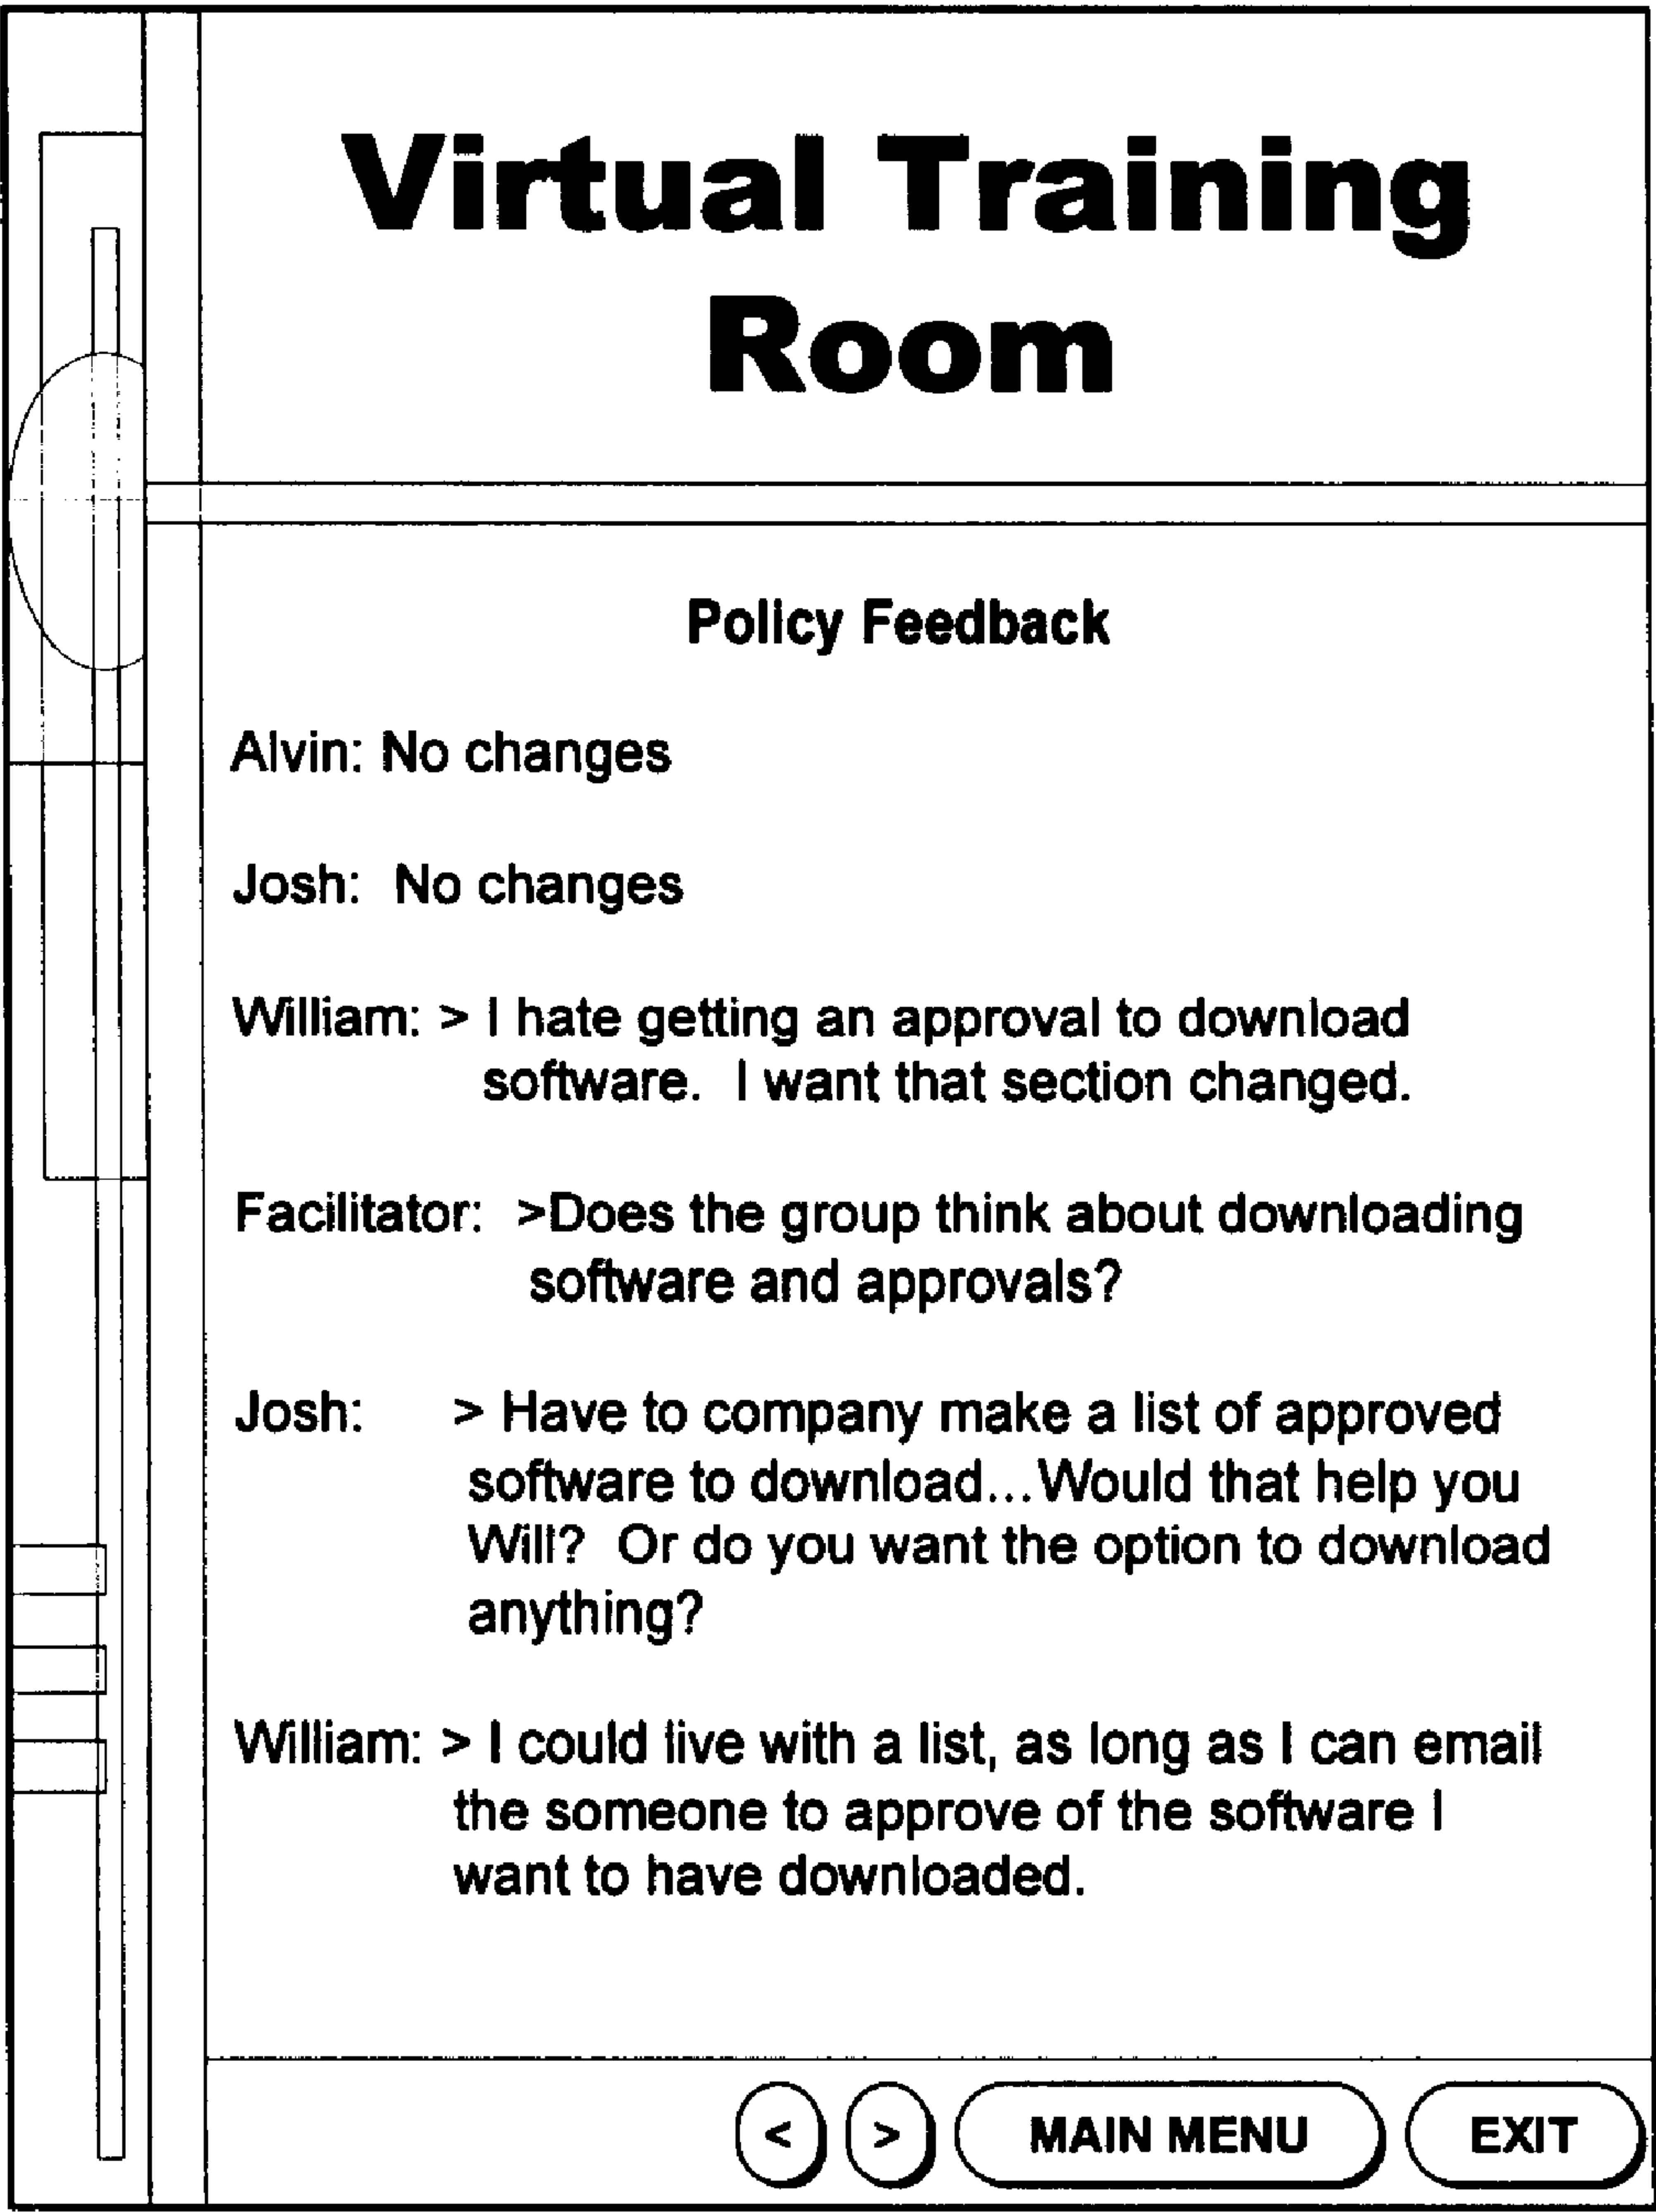 Virtual Training
Room
Policy Feedback
Alvin: No changes
Josh:  No changes
William: > I hate getting an approval to download
software.  I want that section changed.
Facilitator:  >Does the group think about downloading
software and approvals?
Josh:     > Have to company make a list of approved
software to download...Would that help you
Will?  Or do you want the option to download
anything?
William: > I could live with a list, as long as I can email
the someone to approve of the software I
want to have downloaded.
< > MAIN MENU EXIT